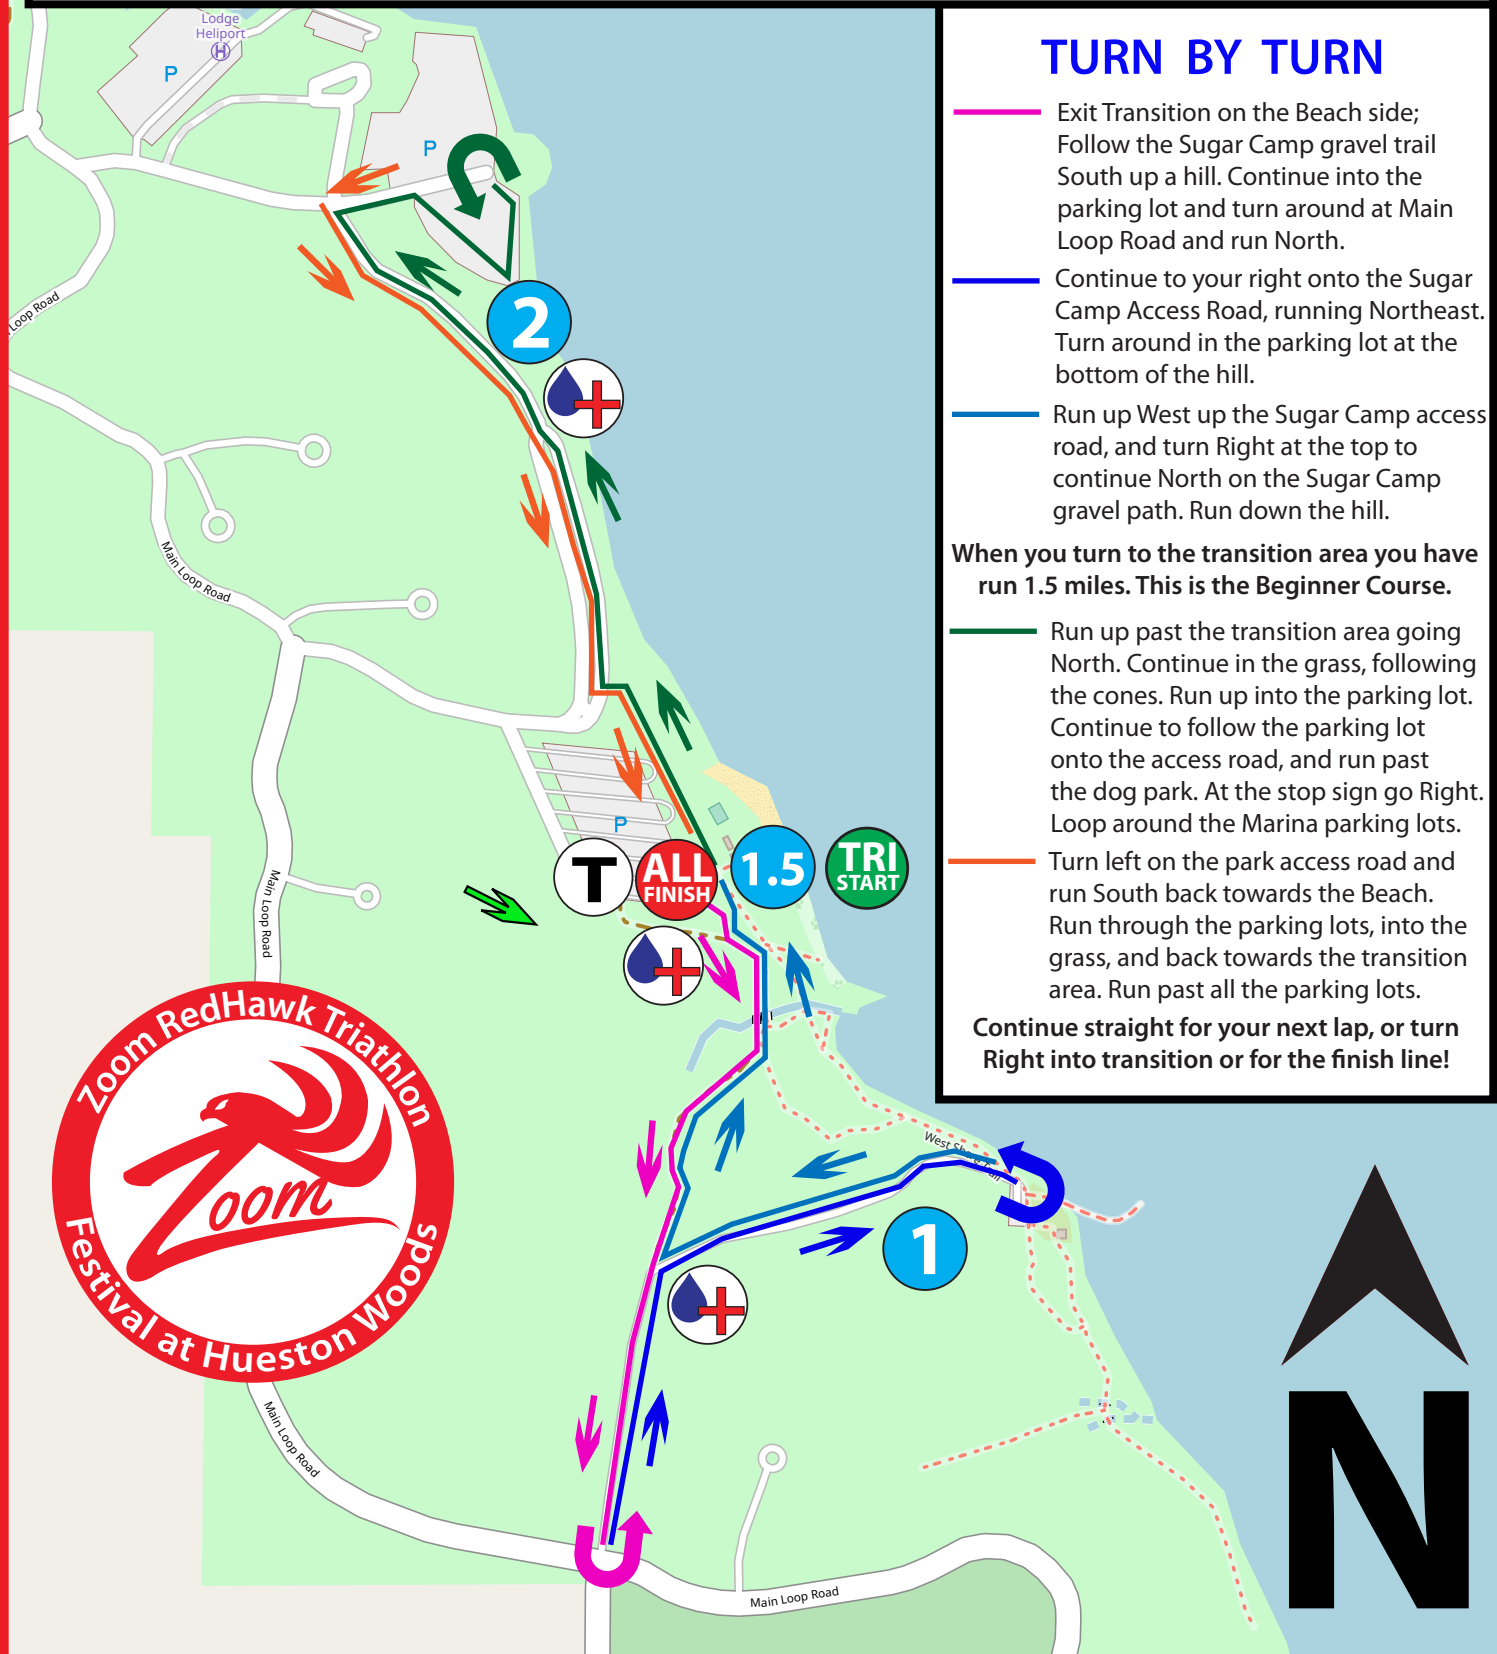 Lodge
Heliport
H
P
P
Loop Road
2
Main Loop Road
P
T
ALL
FINISH
1.5
TRI
START
Main Loop Road
Zoom RedHawk Triathlon
Zoom
Festival at Hueston Woods
West Shore Trail
1
Main Loop Road
Main Loop Road
N
TURN BY TURN
Exit Transition on the Beach side;
Follow the Sugar Camp gravel trail
South up a hill. Continue into the
parking lot and turn around at Main
Loop Road and run North.
Continue to your right onto the Sugar
Camp Access Road, running Northeast.
Turn around in the parking lot at the
bottom of the hill.
Run up West up the Sugar Camp access
road, and turn Right at the top to
continue North on the Sugar Camp
gravel path. Run down the hill.
When you turn to the transition area you have
run 1.5 miles. This is the Beginner Course.
Run up past the transition area going
North. Continue in the grass, following
the cones. Run up into the parking lot.
Continue to follow the parking lot
onto the access road, and run past
the dog park. At the stop sign go Right.
Loop around the Marina parking lots.
Turn left on the park access road and
run South back towards the Beach.
Run through the parking lots, into the
grass, and back towards the transition
area. Run past all the parking lots.
Continue straight for your next lap, or turn
Right into transition or for the finish line!